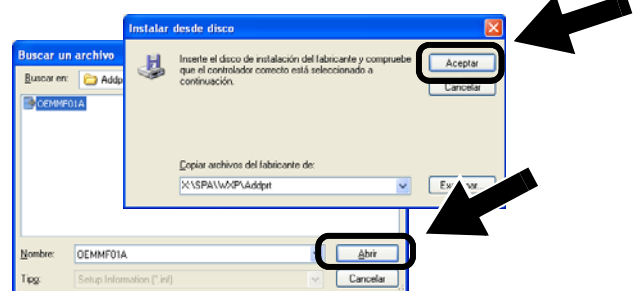 Instalar desde disco
Inserte el disco de instalación del fabricante y compruebe
que el controlador correcto está seleccionado a
continuación.
Aceptar
Cancelar
Copiar archivos del fabricante de:
X:\SPA\WXP\Addprt
Buscar un archivo
Buscar en:
Addp
OEMMF01A
Nombre:
OEMMF01A
Abrir
Tipo:
Setup Information (*.inf)
Cancelar